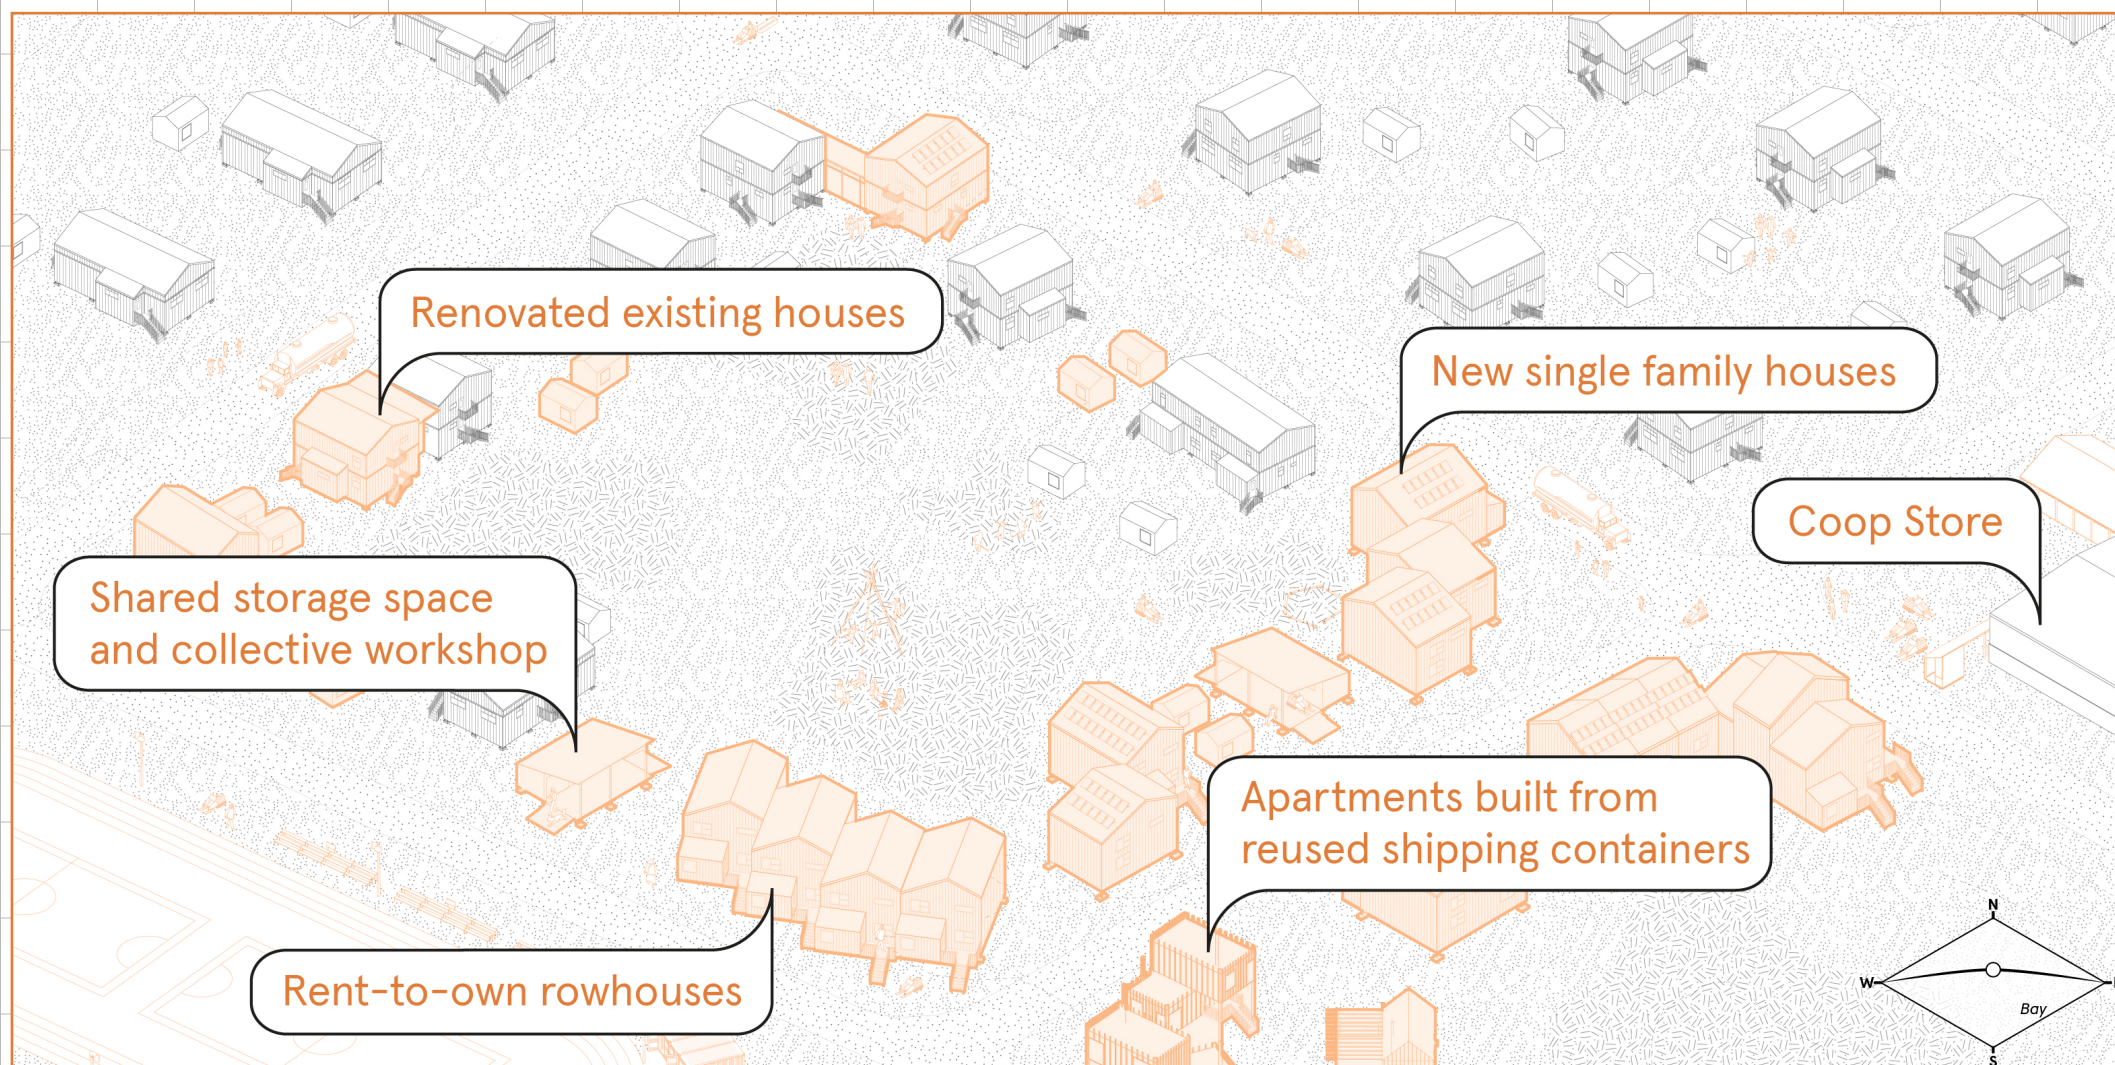 Renovated existing houses
New single family houses
Coop Store
Shared storage space
and collective workshop
Apartments built from
reused shipping containers
Rent-to-own rowhouses
N
W
Bay
S